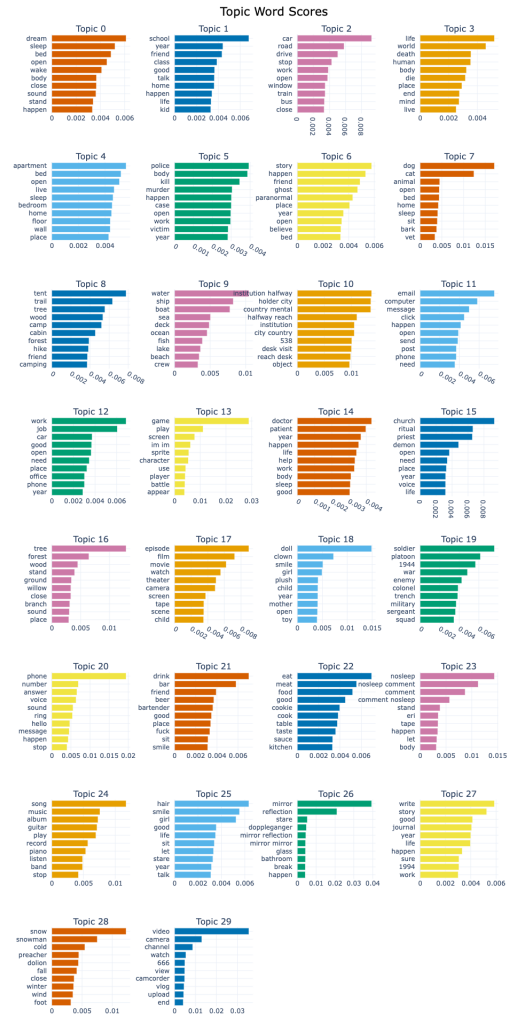 Topic Word Scores
Topic 0
dream
sleep
bed
open
wake
body
close
sound
stand
happen
0 0.002 0.004 0.006
Topic 1
school
year
friend
class
good
talk
home
happen
life
kid
0 0.002 0.004 0.006
Topic 2
car
road
drive
stop
work
open
window
train
bus
close
0 0.002 0.004 0.006 0.008
Topic 3
life
world
death
human
body
die
place
end
mind
live
0 0.002 0.004
Topic 4
apartment
bed
open
live
sleep
bedroom
home
floor
wall
place
0 0.002 0.004
Topic 5
police
body
kill
murder
happen
case
open
work
victim
year
0 0.001 0.002 0.003 0.004
Topic 6
story
happen
friend
ghost
paranormal
place
year
open
believe
bed
0 0.002 0.004 0.006
Topic 7
dog
cat
animal
open
bed
home
sleep
sit
bark
vet
0 0.005 0.01 0.015
Topic 8
tent
trail
tree
wood
camp
cabin
forest
hike
friend
camping
0 0.002 0.004 0.006 0.008
Topic 9
water
ship
boat
sea
deck
ocean
fish
lake
beach
crew
0 0.005 0.01
Topic 10
institution halfway
holder city
country mental
halfway reach
institution
city country
538
desk visit
reach desk
object
0 0.005 0.01
Topic 11
email
computer
message
click
happen
open
send
post
phone
need
0 0.002 0.004 0.006
Topic 12
work
job
car
good
open
need
place
office
phone
year
0 0.002 0.004 0.006
Topic 13
game
play
screen
im im
sprite
character
use
player
battle
appear
0 0.01 0.02 0.03
Topic 14
doctor
patient
year
happen
life
help
work
body
sleep
good
0 0.001 0.002 0.003 0.004
Topic 15
church
ritual
priest
demon
open
need
place
year
voice
life
0 0.002 0.004 0.006 0.008
Topic 16
tree
forest
wood
stand
ground
willow
close
branch
sound
place
0 0.005 0.01
Topic 17
episode
film
movie
watch
theater
camera
screen
tape
scene
child
0 0.002 0.004 0.006 0.008
Topic 18
doll
clown
smile
girl
plush
child
year
mother
open
toy
0 0.005 0.01 0.015
Topic 19
soldier
platoon
1944
war
enemy
colonel
trench
military
sergeant
squad
0 0.002 0.004 0.006 0.008
Topic 20
phone
number
answer
voice
sound
ring
hello
message
happen
stop
0 0.005 0.01 0.015 0.02
Topic 21
drink
bar
friend
beer
bartender
good
place
fuck
sit
smile
0 0.002 0.004 0.006
Topic 22
eat
meat
food
good
cookie
cook
table
taste
sauce
kitchen
0 0.002 0.004 0.006
Topic 23
nosleep
nosleep comment
comment
comment nosleep
stand
eri
tape
happen
let
body
0 0.005 0.01 0.015
Topic 24
song
music
album
guitar
play
record
piano
listen
band
stop
0 0.005 0.01
Topic 25
hair
smile
girl
good
life
sit
let
stare
year
talk
0 0.002 0.004 0.006
Topic 26
mirror
reflection
stare
doppleganger
mirror reflection
mirror mirror
glass
bathroom
break
happen
0 0.01 0.02 0.03 0.04
Topic 27
write
story
good
journal
year
life
happen
sure
1994
work
0 0.002 0.004 0.006
Topic 28
snow
snowman
cold
preacher
dolion
fall
close
winter
wind
foot
0 0.005 0.01
Topic 29
video
camera
channel
watch
666
view
camcorder
vlog
upload
end
0 0.01 0.02 0.03